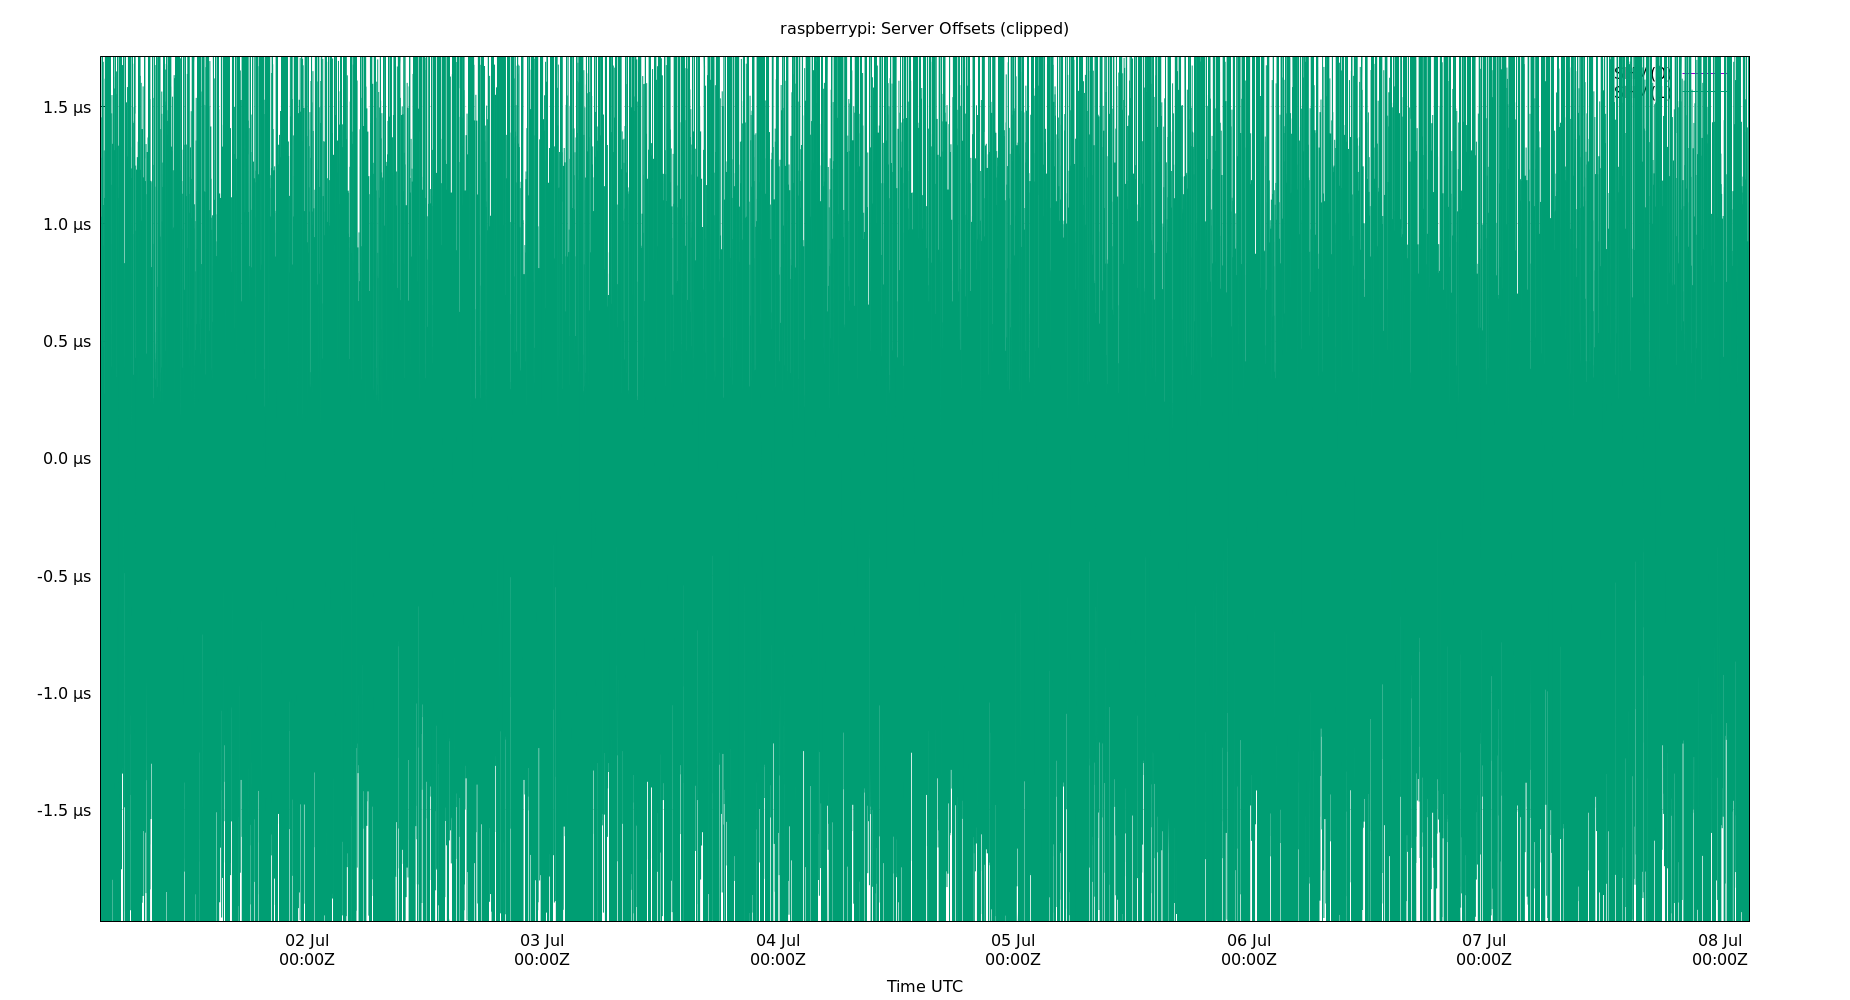 raspberrypi: Server Offsets (clipped)
1.5 µs
1.0 µs
0.5 µs
0.0 µs
-0.5 µs
-1.0 µs
-1.5 µs
02 Jul
00:00Z
03 Jul
00:00Z
04 Jul
00:00Z
05 Jul
00:00Z
06 Jul
00:00Z
07 Jul
00:00Z
08 Jul
00:00Z
Time UTC